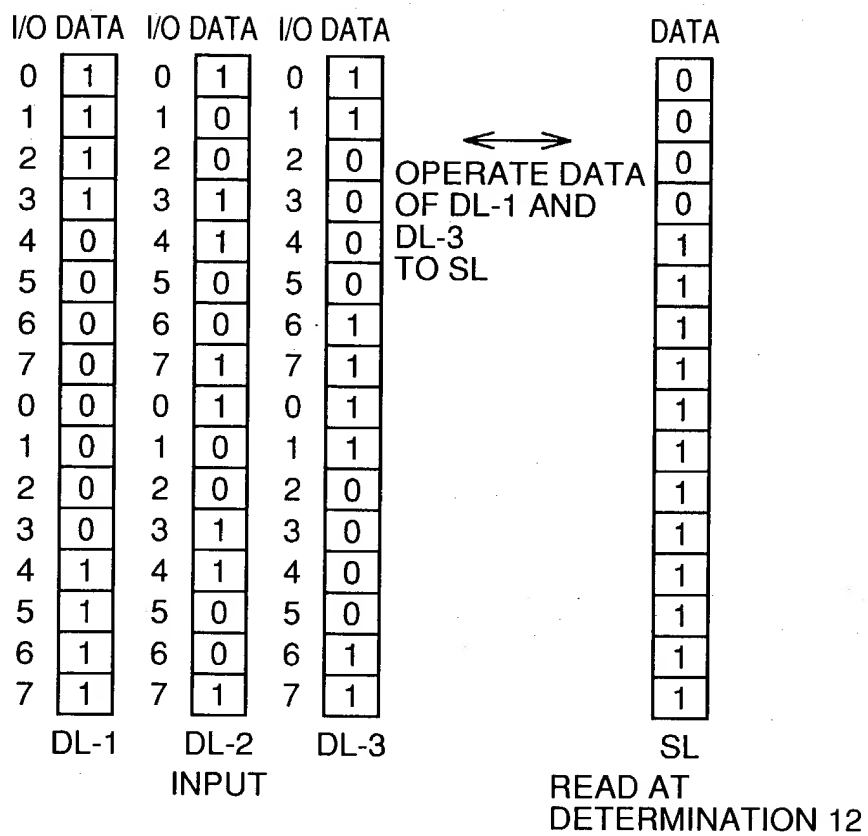 I/O DATA I/O DATA I/O DATA DATA
0 1 0 1 0 1 0
1 1 1 0 1 1 0
2 1 2 0 2 0 0
3 1 3 1 3 0 0
4 0 4 1 4 0 1
5 0 5 0 5 0 1
6 0 6 0 6 1 1
7 0 7 1 7 1 1
0 0 0 1 0 1 1
1 0 1 0 1 1 1
2 0 2 0 2 0 1
3 0 3 1 3 0 1
4 1 4 1 4 0 1
5 1 5 0 5 0 1
6 1 6 0 6 1 1
7 1 7 1 7 1 1
OPERATE DATA
OF DL-1 AND
DL-3
TO SL
DL-1 DL-2 DL-3 SL
INPUT
READ AT
DETERMINATION 12